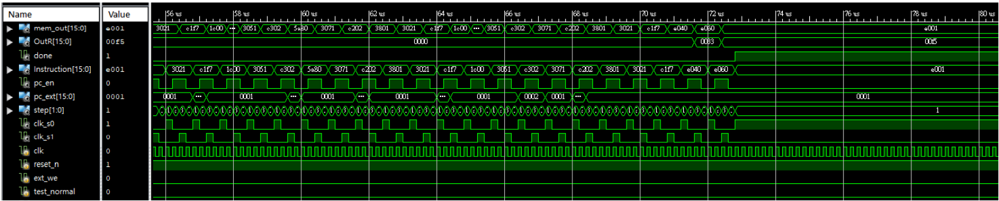 Name Value 56 us 58 us 60 us 62 us 64 us 66 us 68 us 70 us 72 us 74 us 76 us 78 us 80 us
mem_out[15:0] e001 3021 c1f7 1c00 ... 3051 c302 5e80 3071 c202 3801 3021 c1f7 1c00 ... 3051 c302 3071 c202 3801 3021 c1f7 e040 e060 e001
OutR[15:0] 00f5 0000 0083 00f5
done 1
Instruction[15:0] e001 3021 c1f7 1c00 3051 c302 5e80 3071 c202 3801 3021 c1f7 1c00 3051 c302 3071 c202 3801 3021 c1f7 e040 e060 e001
pc_en 0
pc_ext[15:0] 0001 0001 ... 0001 ... 0001 ... 0001 ... 0001 0002 0001 ... 0001
step[1:0] 1 1
clk_s0 1
clk_s1 0
clk 0
reset_n 1
ext_we 0
test_normal 0